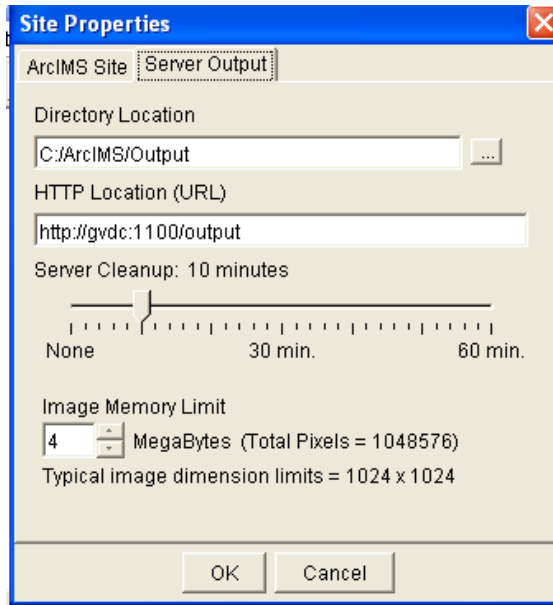 Site Properties
ArcIMS Site Server Output
Directory Location
C:/ArcIMS/Output ...
HTTP Location (URL)
http://gvdc:1100/output
Server Cleanup: 10 minutes
None 30 min. 60 min.
Image Memory Limit
4 MegaBytes (Total Pixels = 1048576)
Typical image dimension limits = 1024 x 1024
OK Cancel